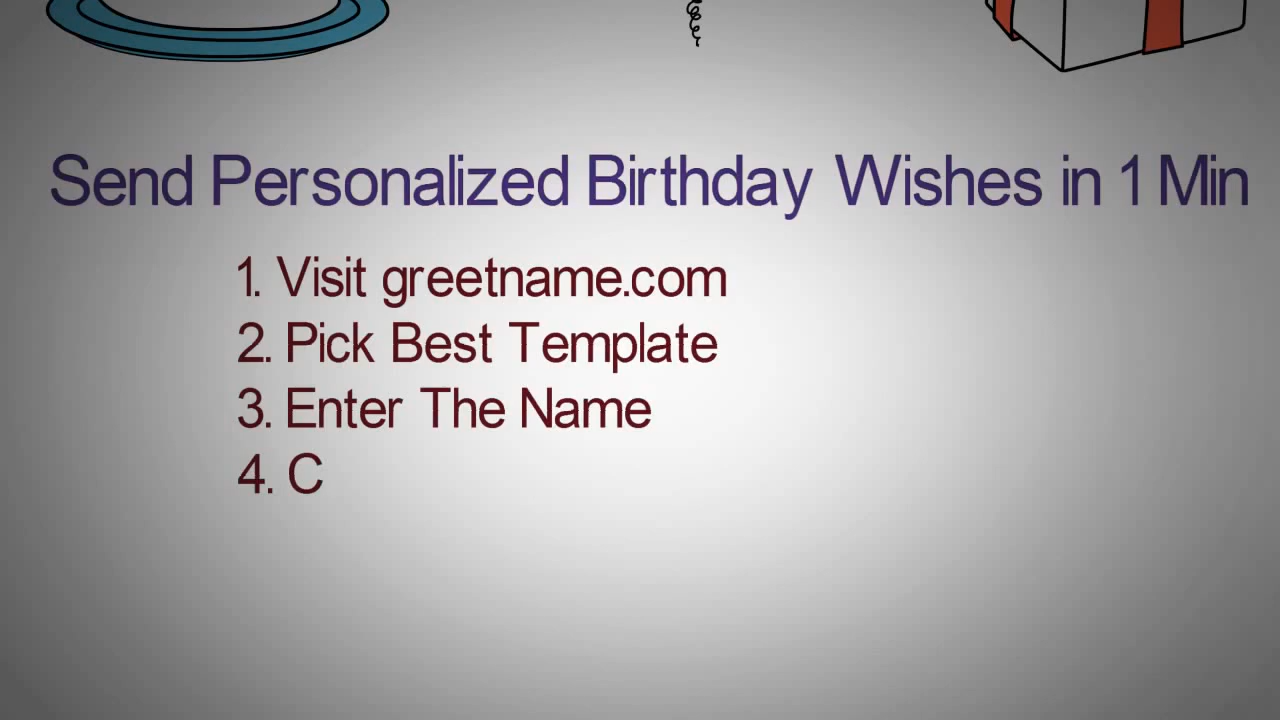 Send Personalized Birthday Wishes in 1 Min
1. Visit greetname.com
2. Pick Best Template
3. Enter The Name
4. C